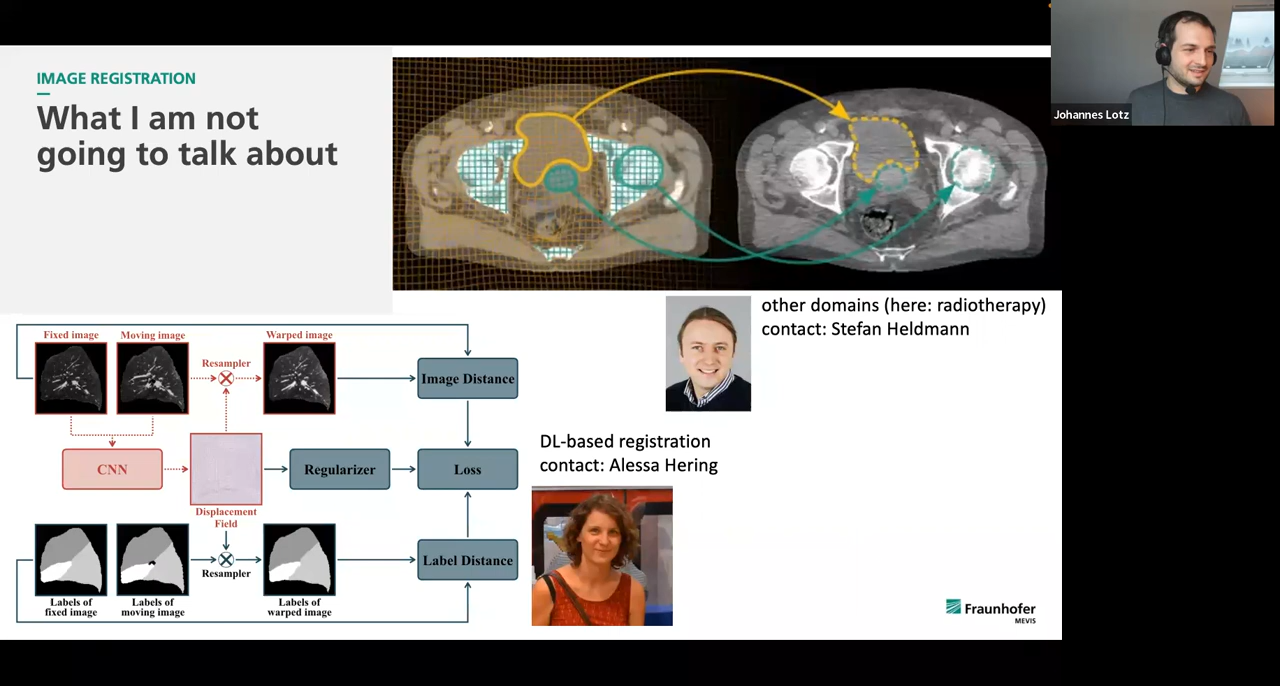 IMAGE REGISTRATION
What I am not
going to talk about
Johannes Lotz
other domains (here: radiotherapy)
contact: Stefan Heldmann
Fixed image
Moving image
Warped image
Resampler
Image Distance
CNN
Regularizer
Loss
Displacement
Field
DL-based registration
contact: Alessa Hering
Resampler
Label Distance
Labels of
fixed image
Labels of
moving image
Labels of
warped image
Fraunhofer
MEVIS